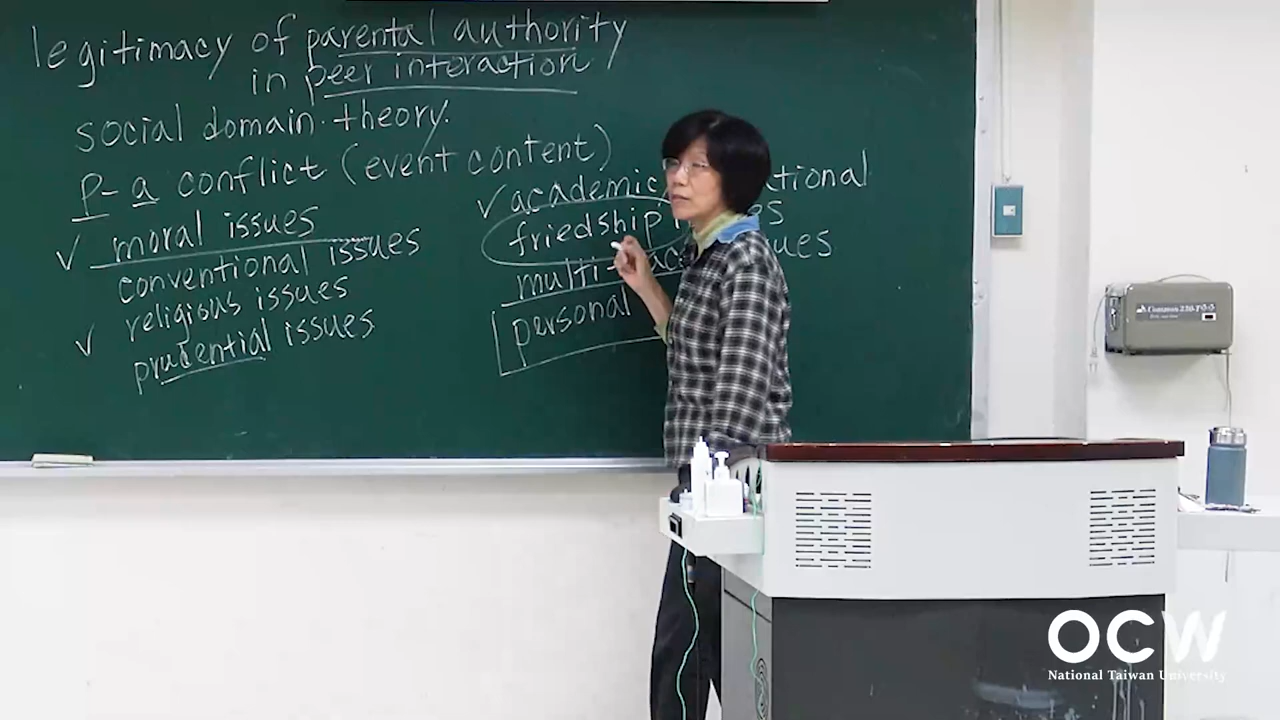 legitimacy of parental authority
in peer interaction
social domain theory.
P-a conflict (event content)
✓ moral issues
conventional issues
religious issues
✓ prudential issues
✓ academic
friedship
multi-
personal
OCW
National Taiwan University